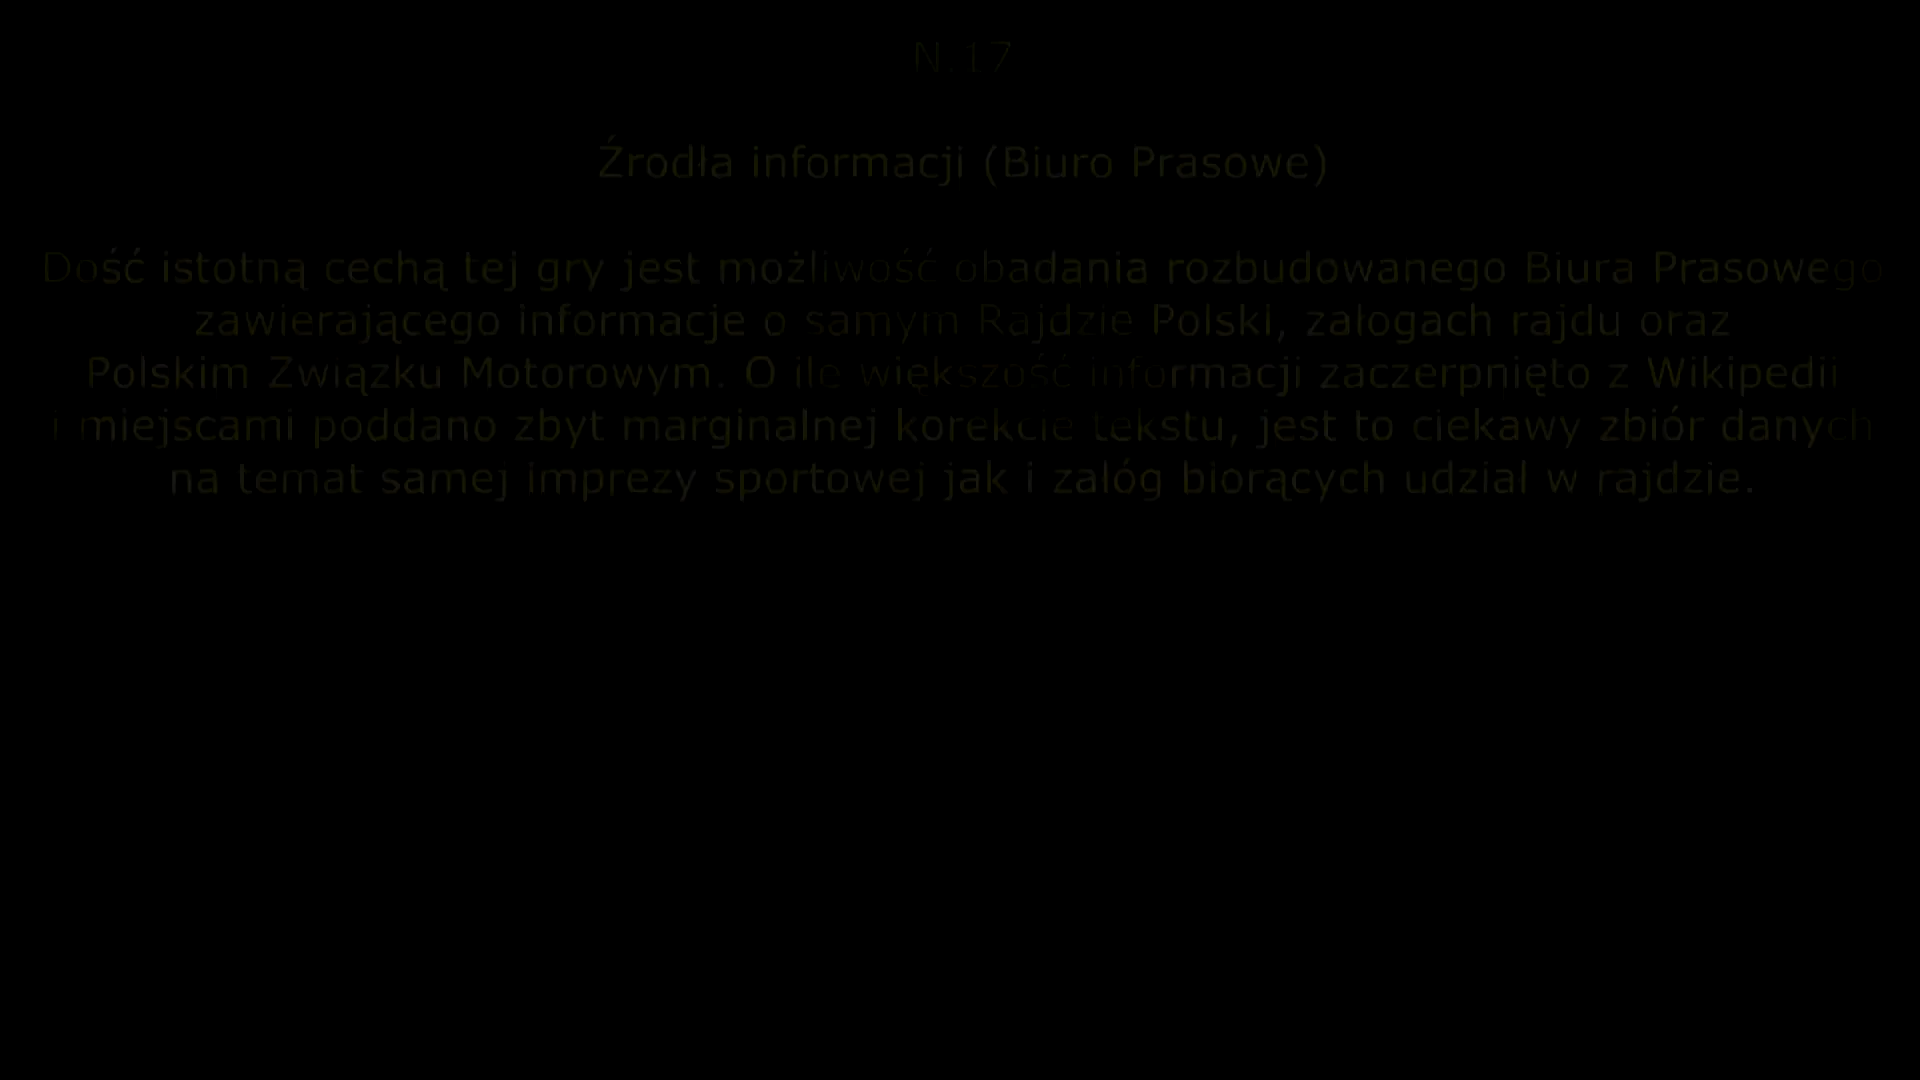 N.17
Źrodła informacji (Biuro Prasowe)
Dość istotną cechą tej gry jest możliwość obadania rozbudowanego Biura Prasowego
zawierającego informacje o samym Rajdzie Polski, załogach rajdu oraz
Polskim Związku Motorowym. O ile większość informacji zaczerpnięto z Wikipedii
i miejscami poddano zbyt marginalnej korekcie tekstu, jest to ciekawy zbiór danych
na temat samej imprezy sportowej jak i załóg biorących udział w rajdzie.